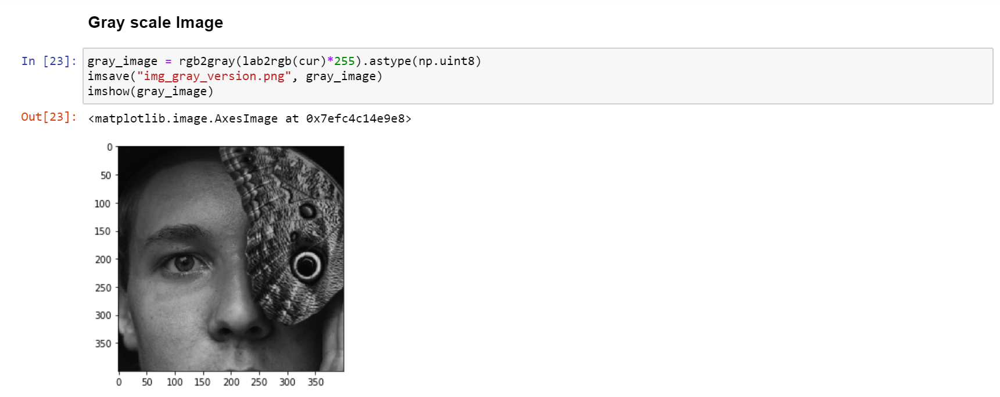 Gray scale Image
In [23]: gray_image = rgb2gray(lab2rgb(cur)*255).astype(np.uint8)
imsave("img_gray_version.png", gray_image)
imshow(gray_image)
Out[23]: <matplotlib.image.AxesImage at 0x7efc4c14e9e8>
0
50
100
150
200
250
300
350
0 50 100 150 200 250 300 350